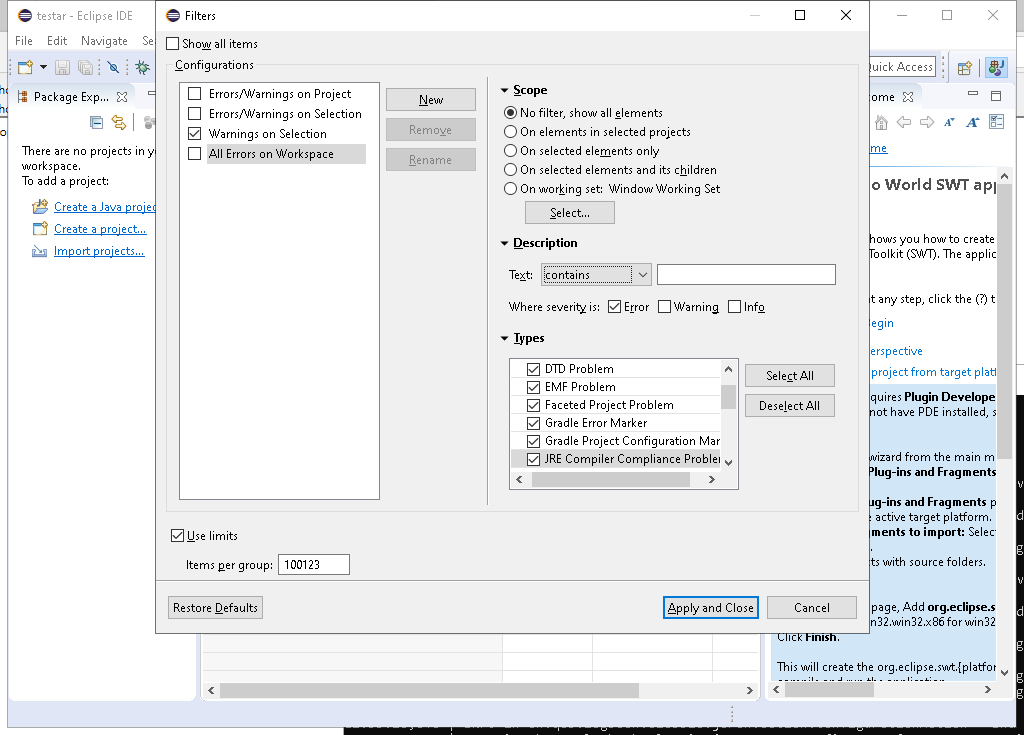 testar - Eclipse IDE
File Edit Navigate Se
Package Exp...
There are no projects in y
workspace.
To add a project:
Create a Java projec
Create a project...
Import projects...
Filters
Show all items
Configurations
Errors/Warnings on Project
Errors/Warnings on Selection
Warnings on Selection
All Errors on Workspace
New
Remove
Rename
Scope
No filter, show all elements
On elements in selected projects
On selected elements only
On selected elements and its children
On working set: Window Working Set
Select...
Description
Text: contains
Where severity is: Error Warning Info
Types
DTD Problem
EMF Problem
Faceted Project Problem
Gradle Error Marker
Gradle Project Configuration Mar
JRE Compiler Compliance Probler
Select All
Deselect All
Use limits
Items per group: 100123
Restore Defaults
Apply and Close
Cancel
Quick Access
ome
me
o World SWT app
hows you how to create
Toolkit (SWT). The applic
t any step, click the (?) t
Begin
erspective
project from target platf
quires Plugin Develope
not have PDE installed, s
wizard from the main m
Plug-ins and Fragments
ug-ins and Fragments p
e active target platform.
gments to import: Selec
ts with source folders.
page, Add org.eclipse.s
n32.win32.x86 for win32
Click Finish.
This will create the org.eclipse.swt.{platfor
compile and run the application